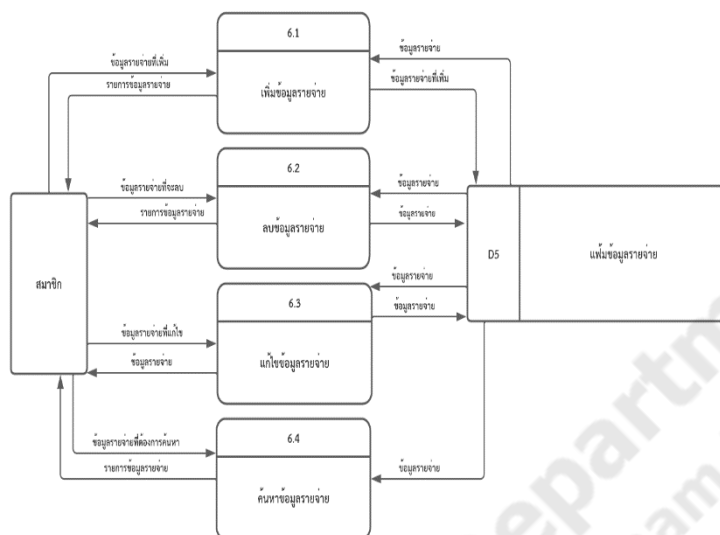 6.1
เพิ่มข้อมูลรายจ่าย
ข้อมูลรายจ่ายที่เพิ่ม
รายการข้อมูลรายจ่าย
ข้อมูลรายจ่าย
ข้อมูลรายจ่ายที่เพิ่ม
6.2
ลบข้อมูลรายจ่าย
ข้อมูลรายจ่ายที่จะลบ
รายการข้อมูลรายจ่าย
ข้อมูลรายจ่าย
ข้อมูลรายจ่าย
สมาชิก
D5
แฟ้มข้อมูลรายจ่าย
6.3
แก้ไขข้อมูลรายจ่าย
ข้อมูลรายจ่ายที่แก้ไข
ข้อมูลรายจ่าย
ข้อมูลรายจ่าย
ข้อมูลรายจ่าย
6.4
ค้นหาข้อมูลรายจ่าย
ข้อมูลรายจ่ายที่ต้องการค้นหา
รายการข้อมูลรายจ่าย
ข้อมูลรายจ่าย